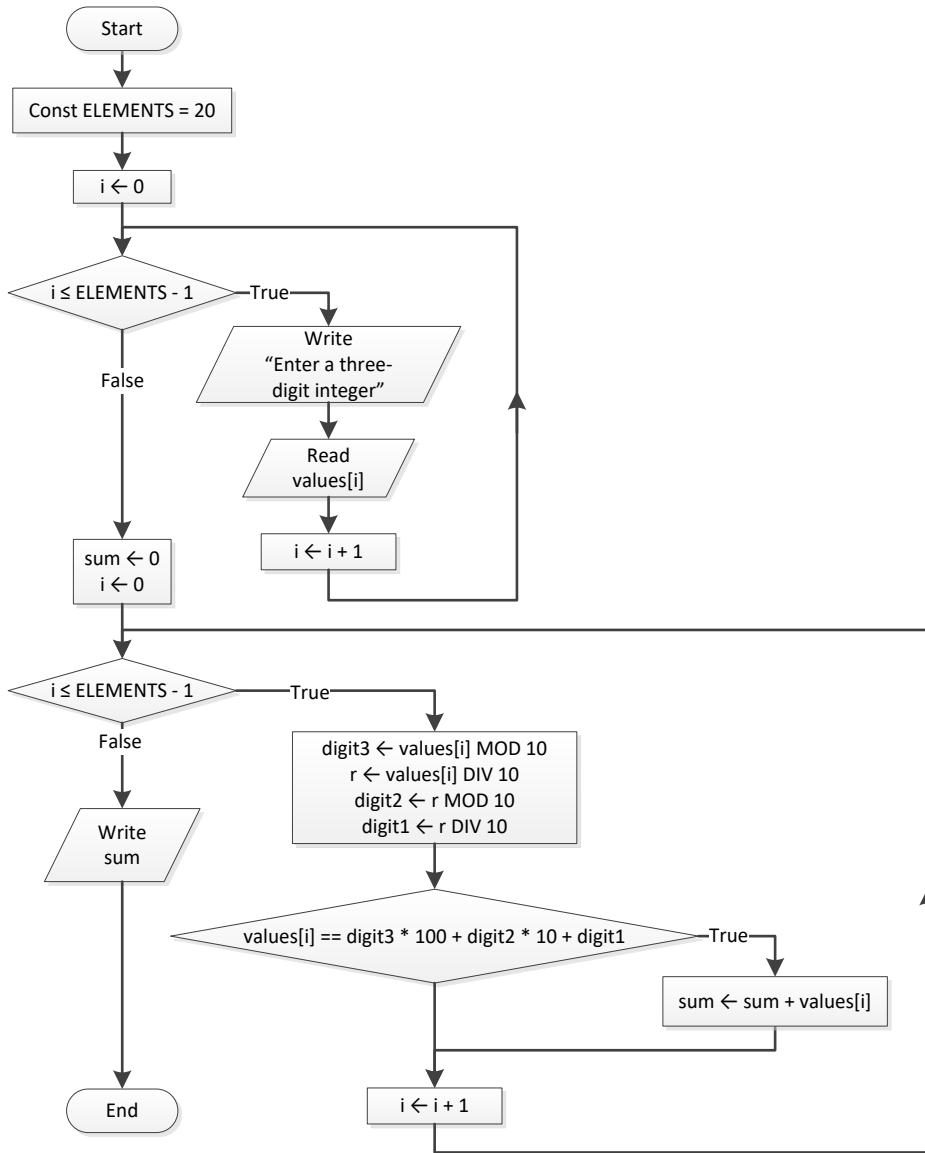 Start
Const ELEMENTS = 20
i ← 0
i ≤ ELEMENTS - 1
True
Write
“Enter a three-
digit integer”
False
Read
values[i]
i ← i + 1
sum ← 0
i ← 0
i ≤ ELEMENTS - 1
True
False
digit3 ← values[i] MOD 10
r ← values[i] DIV 10
digit2 ← r MOD 10
digit1 ← r DIV 10
Write
sum
values[i] == digit3 * 100 + digit2 * 10 + digit1
True
sum ← sum + values[i]
i ← i + 1
End